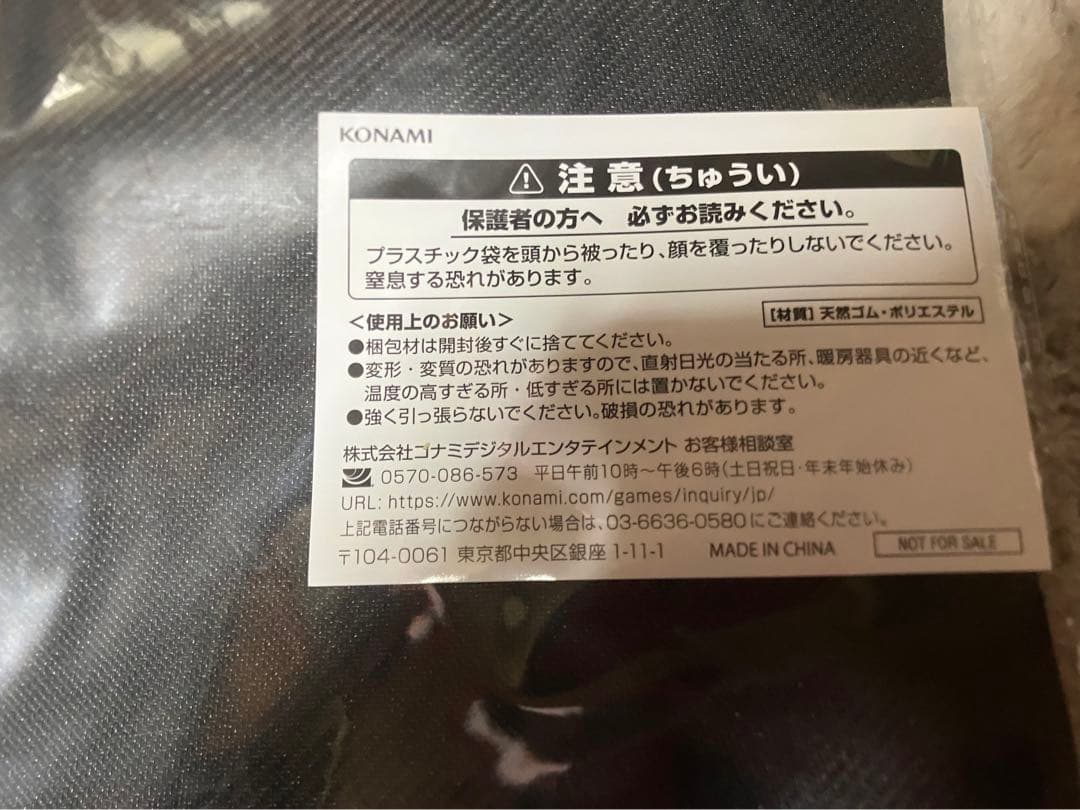 KONAMI
注意(ちゅうい)
保護者の方へ 必ずお読みください。
プラスチック袋を頭から被ったり、顔を覆ったりしないでください。
窒息する恐れがあります。
<使用上のお願い>
[材質] 天然ゴム・ポリエステル
●梱包材は開封後すぐに捨ててください。
●変形・変質の恐れがありますので、直射日光の当たる所、暖房器具の近くなど、
温度の高すぎる所・低すぎる所には置かないでください。
●強く引っ張らないでください。破損の恐れがあります。
株式会社コナミデジタルエンタテインメント お客様相談室
0570-086-573 平日午前10時〜午後6時(土日祝日・年末年始休み)
URL: https://www.konami.com/games/inquiry/jp/
上記電話番号につながらない場合は、03-6636-0580にご連絡ください。
〒104-0061 東京都中央区銀座 1-11-1 MADE IN CHINA NOT FOR SALE